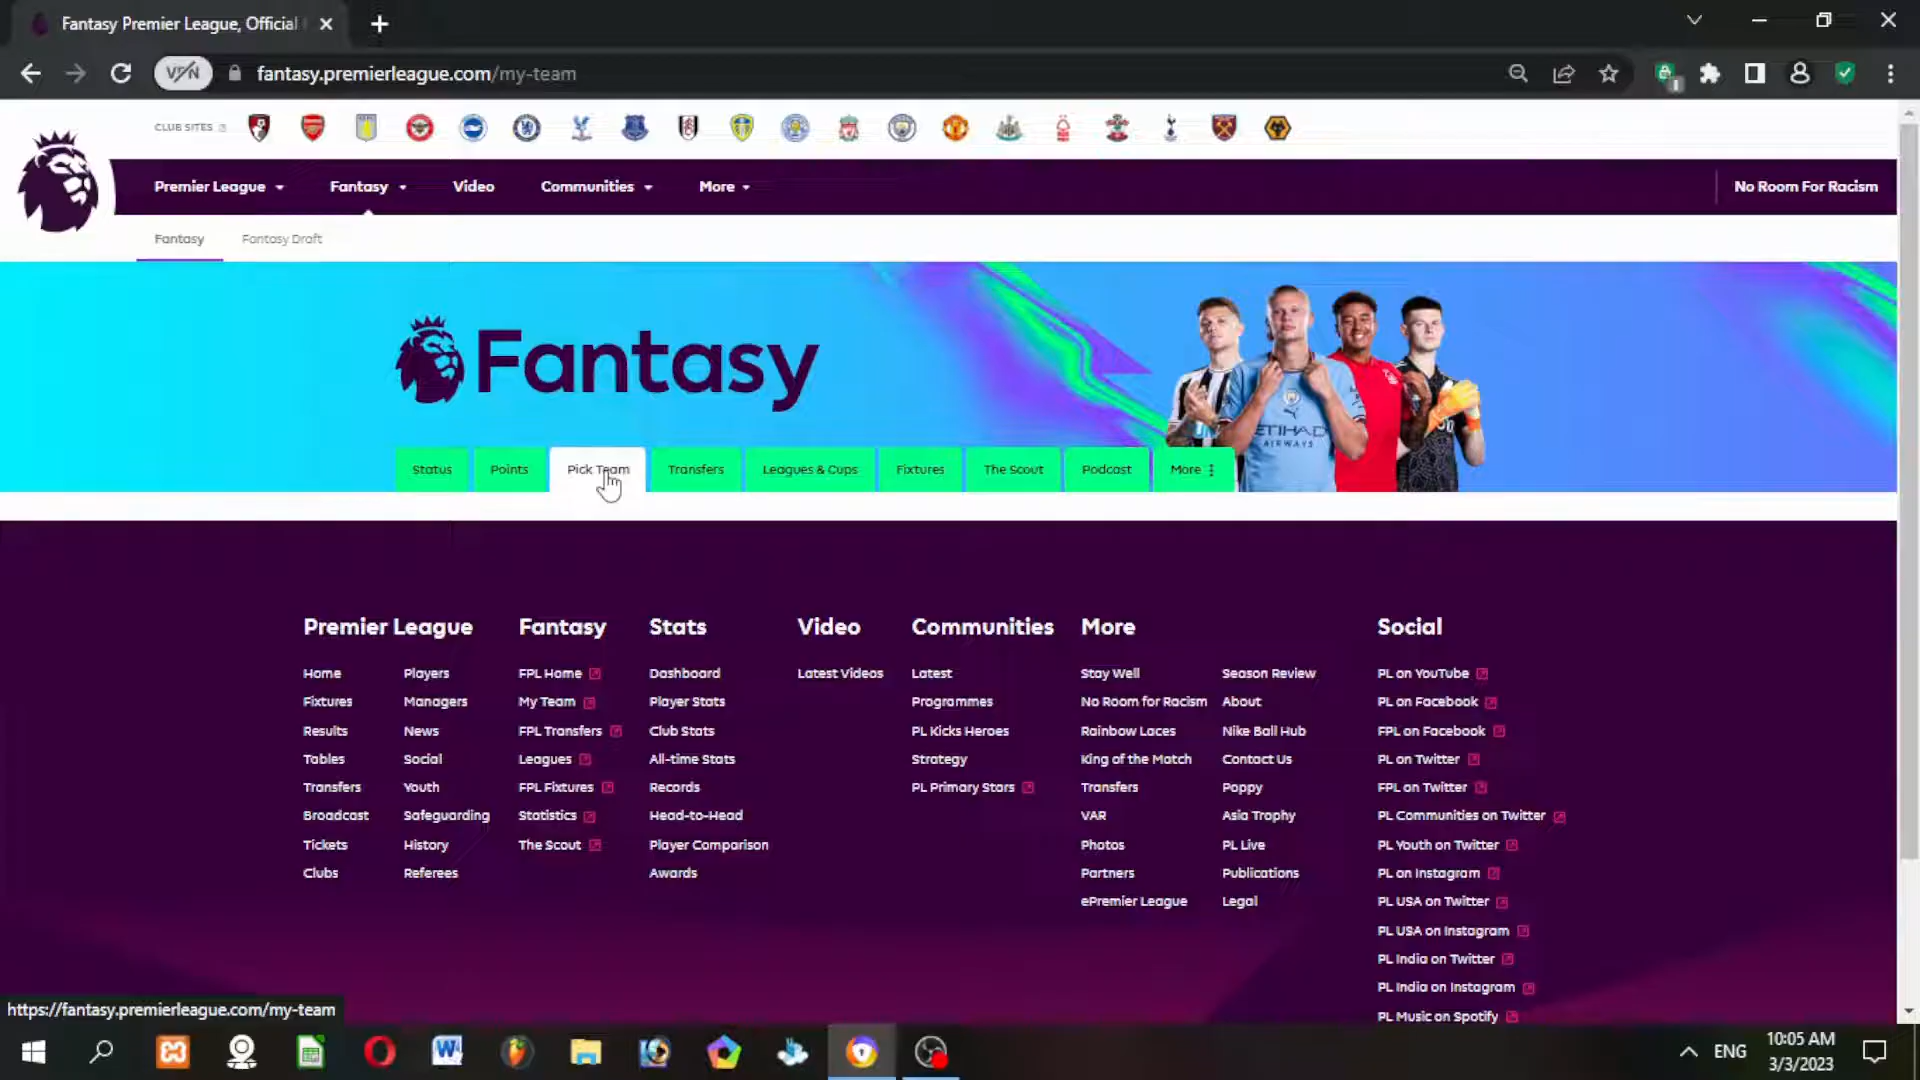 Fantasy Premier League, Official
VPN
fantasy.premierleague.com/my-team
CLUB SITES
Premier League
Fantasy
Video
Communities
More
No Room For Racism
Fantasy
Fantasy Draft
Fantasy
ETIHAD
AIRWAYS
Status
Points
Pick Team
Transfers
Leagues & Cups
Fixtures
The Scout
Podcast
More
Premier League
Home
Fixtures
Results
Tables
Transfers
Broadcast
Tickets
Clubs
Players
Managers
News
Social
Youth
Safeguarding
History
Referees
Fantasy
FPL Home
My Team
FPL Transfers
Leagues
FPL Fixtures
Statistics
The Scout
Stats
Dashboard
Player Stats
Club Stats
All-time Stats
Records
Head-to-Head
Player Comparison
Awards
Video
Latest Videos
Communities
Latest
Programmes
PL Kicks Heroes
Strategy
PL Primary Stars
More
Stay Well
No Room for Racism
Rainbow Laces
King of the Match
Transfers
VAR
Photos
Partners
ePremier League
Season Review
About
Nike Ball Hub
Contact Us
Poppy
Asia Trophy
PL Live
Publications
Legal
Social
PL on YouTube
PL on Facebook
FPL on Facebook
PL on Twitter
FPL on Twitter
PL Communities on Twitter
PL Youth on Twitter
PL on Instagram
PL USA on Twitter
PL USA on Instagram
PL India on Twitter
PL India on Instagram
PL Music on Spotify
https://fantasy.premierleague.com/my-team
ENG
10:05 AM
3/3/2023